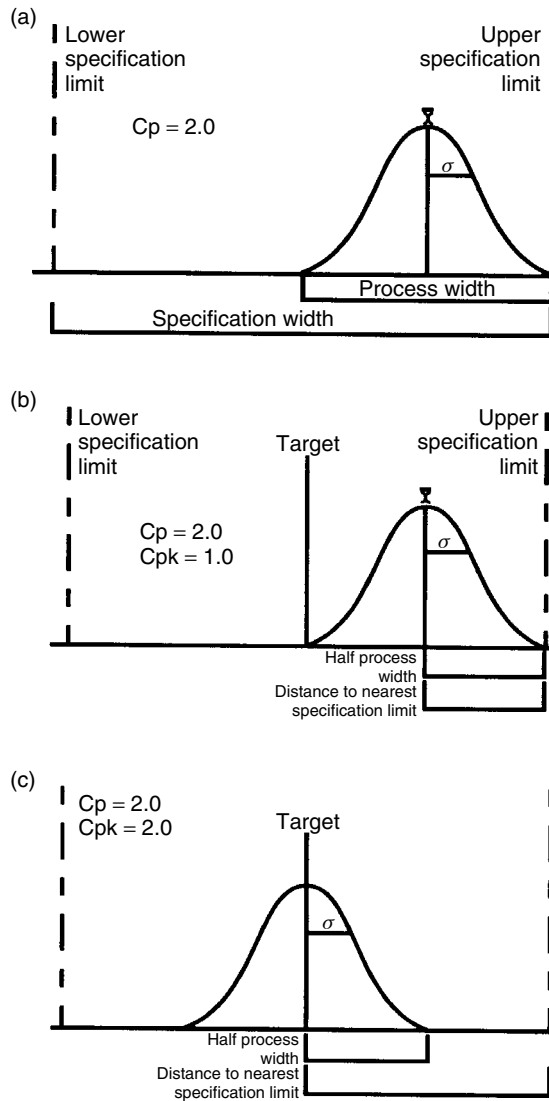 (a)
Lower
specification
limit
Upper
specification
limit
Cp = 2.0
σ
Process width
Specification width
(b)
Lower
specification
limit
Target
Upper
specification
limit
Cp = 2.0
Cpk = 1.0
σ
Half process
width
Distance to nearest
specification limit
(c)
Cp = 2.0
Cpk = 2.0
Target
σ
Half process
width
Distance to nearest
specification limit